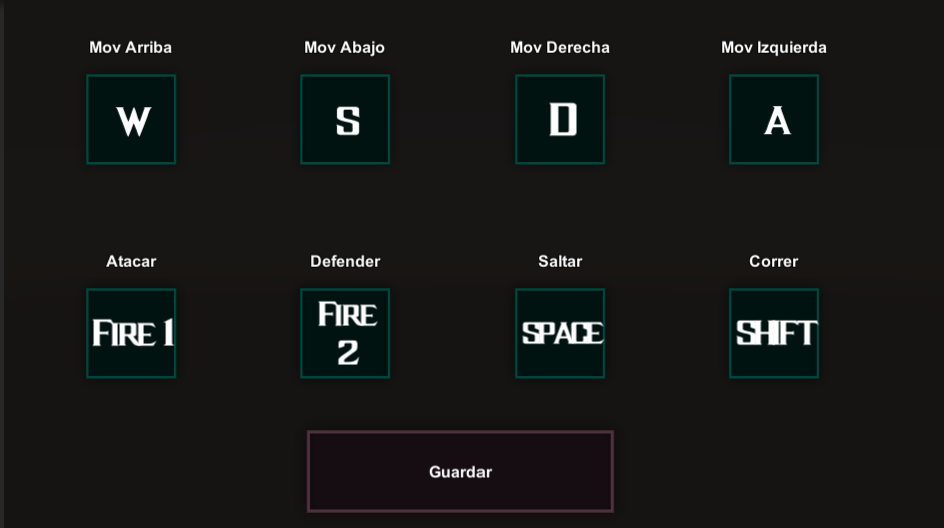 Mov Arriba
Mov Abajo
Mov Derecha
Mov Izquierda
W
S
D
A
Atacar
Defender
Saltar
Correr
Fire 1
Fire
2
SPACE
SHIFT
Guardar